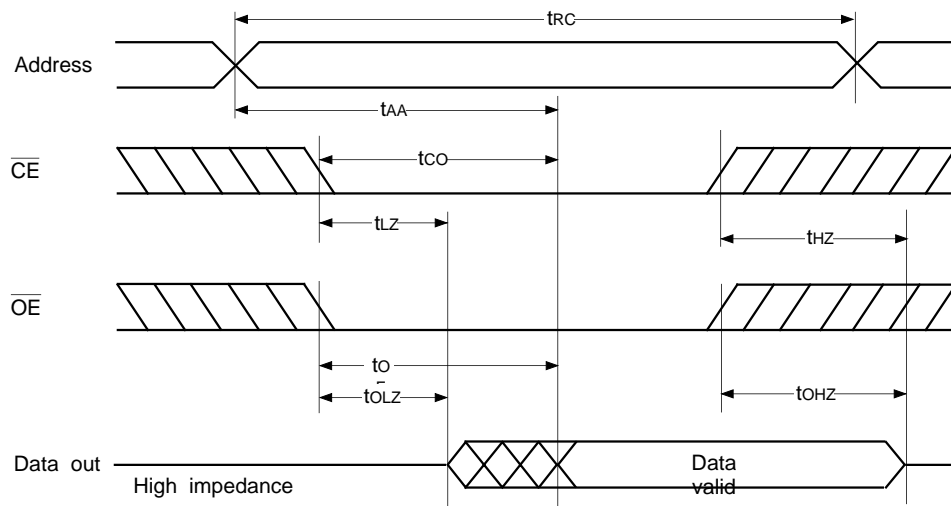 tRC
Address
tAA
CE
tCO
tLZ
tHZ
OE
tO
tOLZ
tOHZ
Data out
High impedance
Data
valid